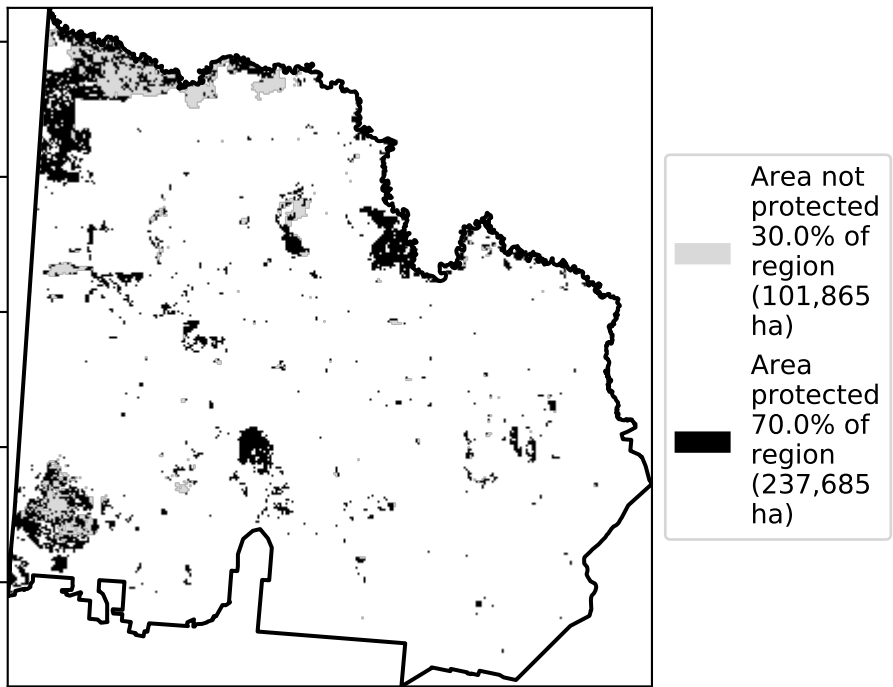 Area not
protected
30.0% of
region
(101,865
ha)
Area
protected
70.0% of
region
(237,685
ha)